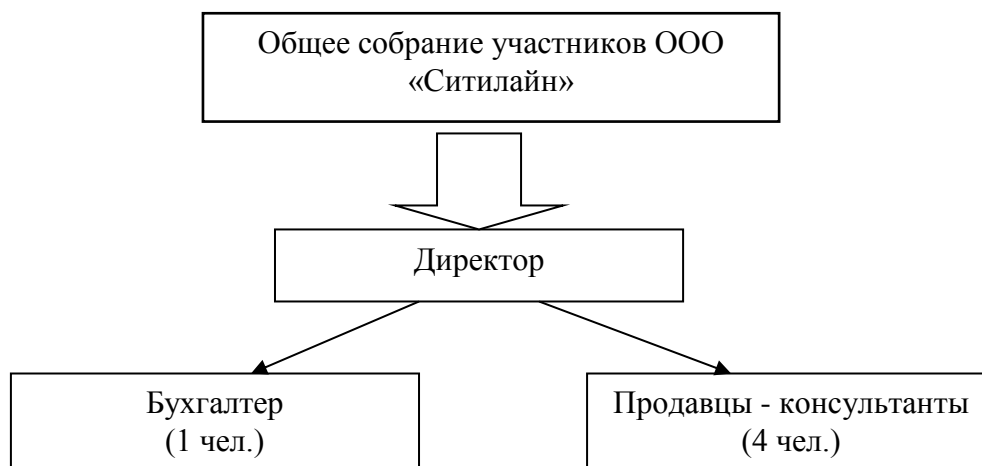 Общее собрание участников ООО
«Ситилайн»
Директор
Бухгалтер
(1 чел.)
Продавцы - консультанты
(4 чел.)